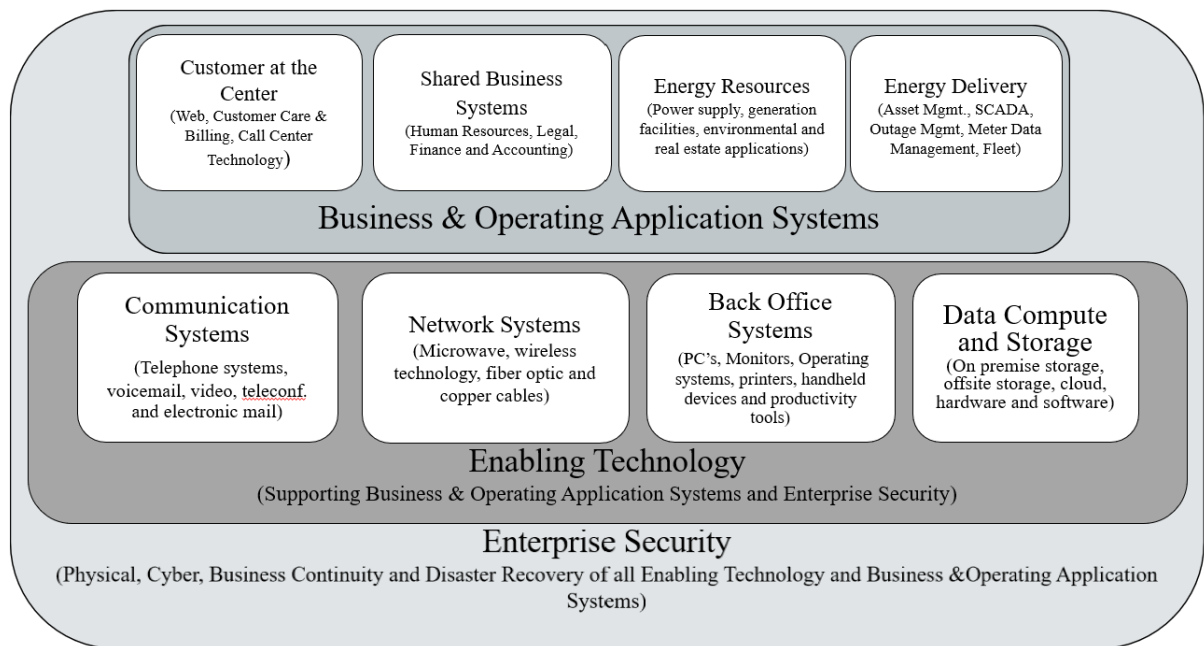 Customer at the
Center
(Web, Customer Care &
Billing, Call Center
Technology)
Shared Business
Systems
(Human Resources, Legal,
Finance and Accounting)
Energy Resources
(Power supply, generation
facilities, environmental and
real estate applications)
Energy Delivery
(Asset Mgmt., SCADA,
Outage Mgmt, Meter Data
Management, Fleet)
Business & Operating Application Systems
Communication
Systems
(Telephone systems,
voicemail, video, teleconf.
and electronic mail)
Network Systems
(Microwave, wireless
technology, fiber optic and
copper cables)
Back Office
Systems
(PC's, Monitors, Operating
systems, printers, handheld
devices and productivity
tools)
Data Compute
and Storage
(On premise storage,
offsite storage, cloud,
hardware and software)
Enabling Technology
(Supporting Business & Operating Application Systems and Enterprise Security)
Enterprise Security
(Physical, Cyber, Business Continuity and Disaster Recovery of all Enabling Technology and Business &Operating Application
Systems)